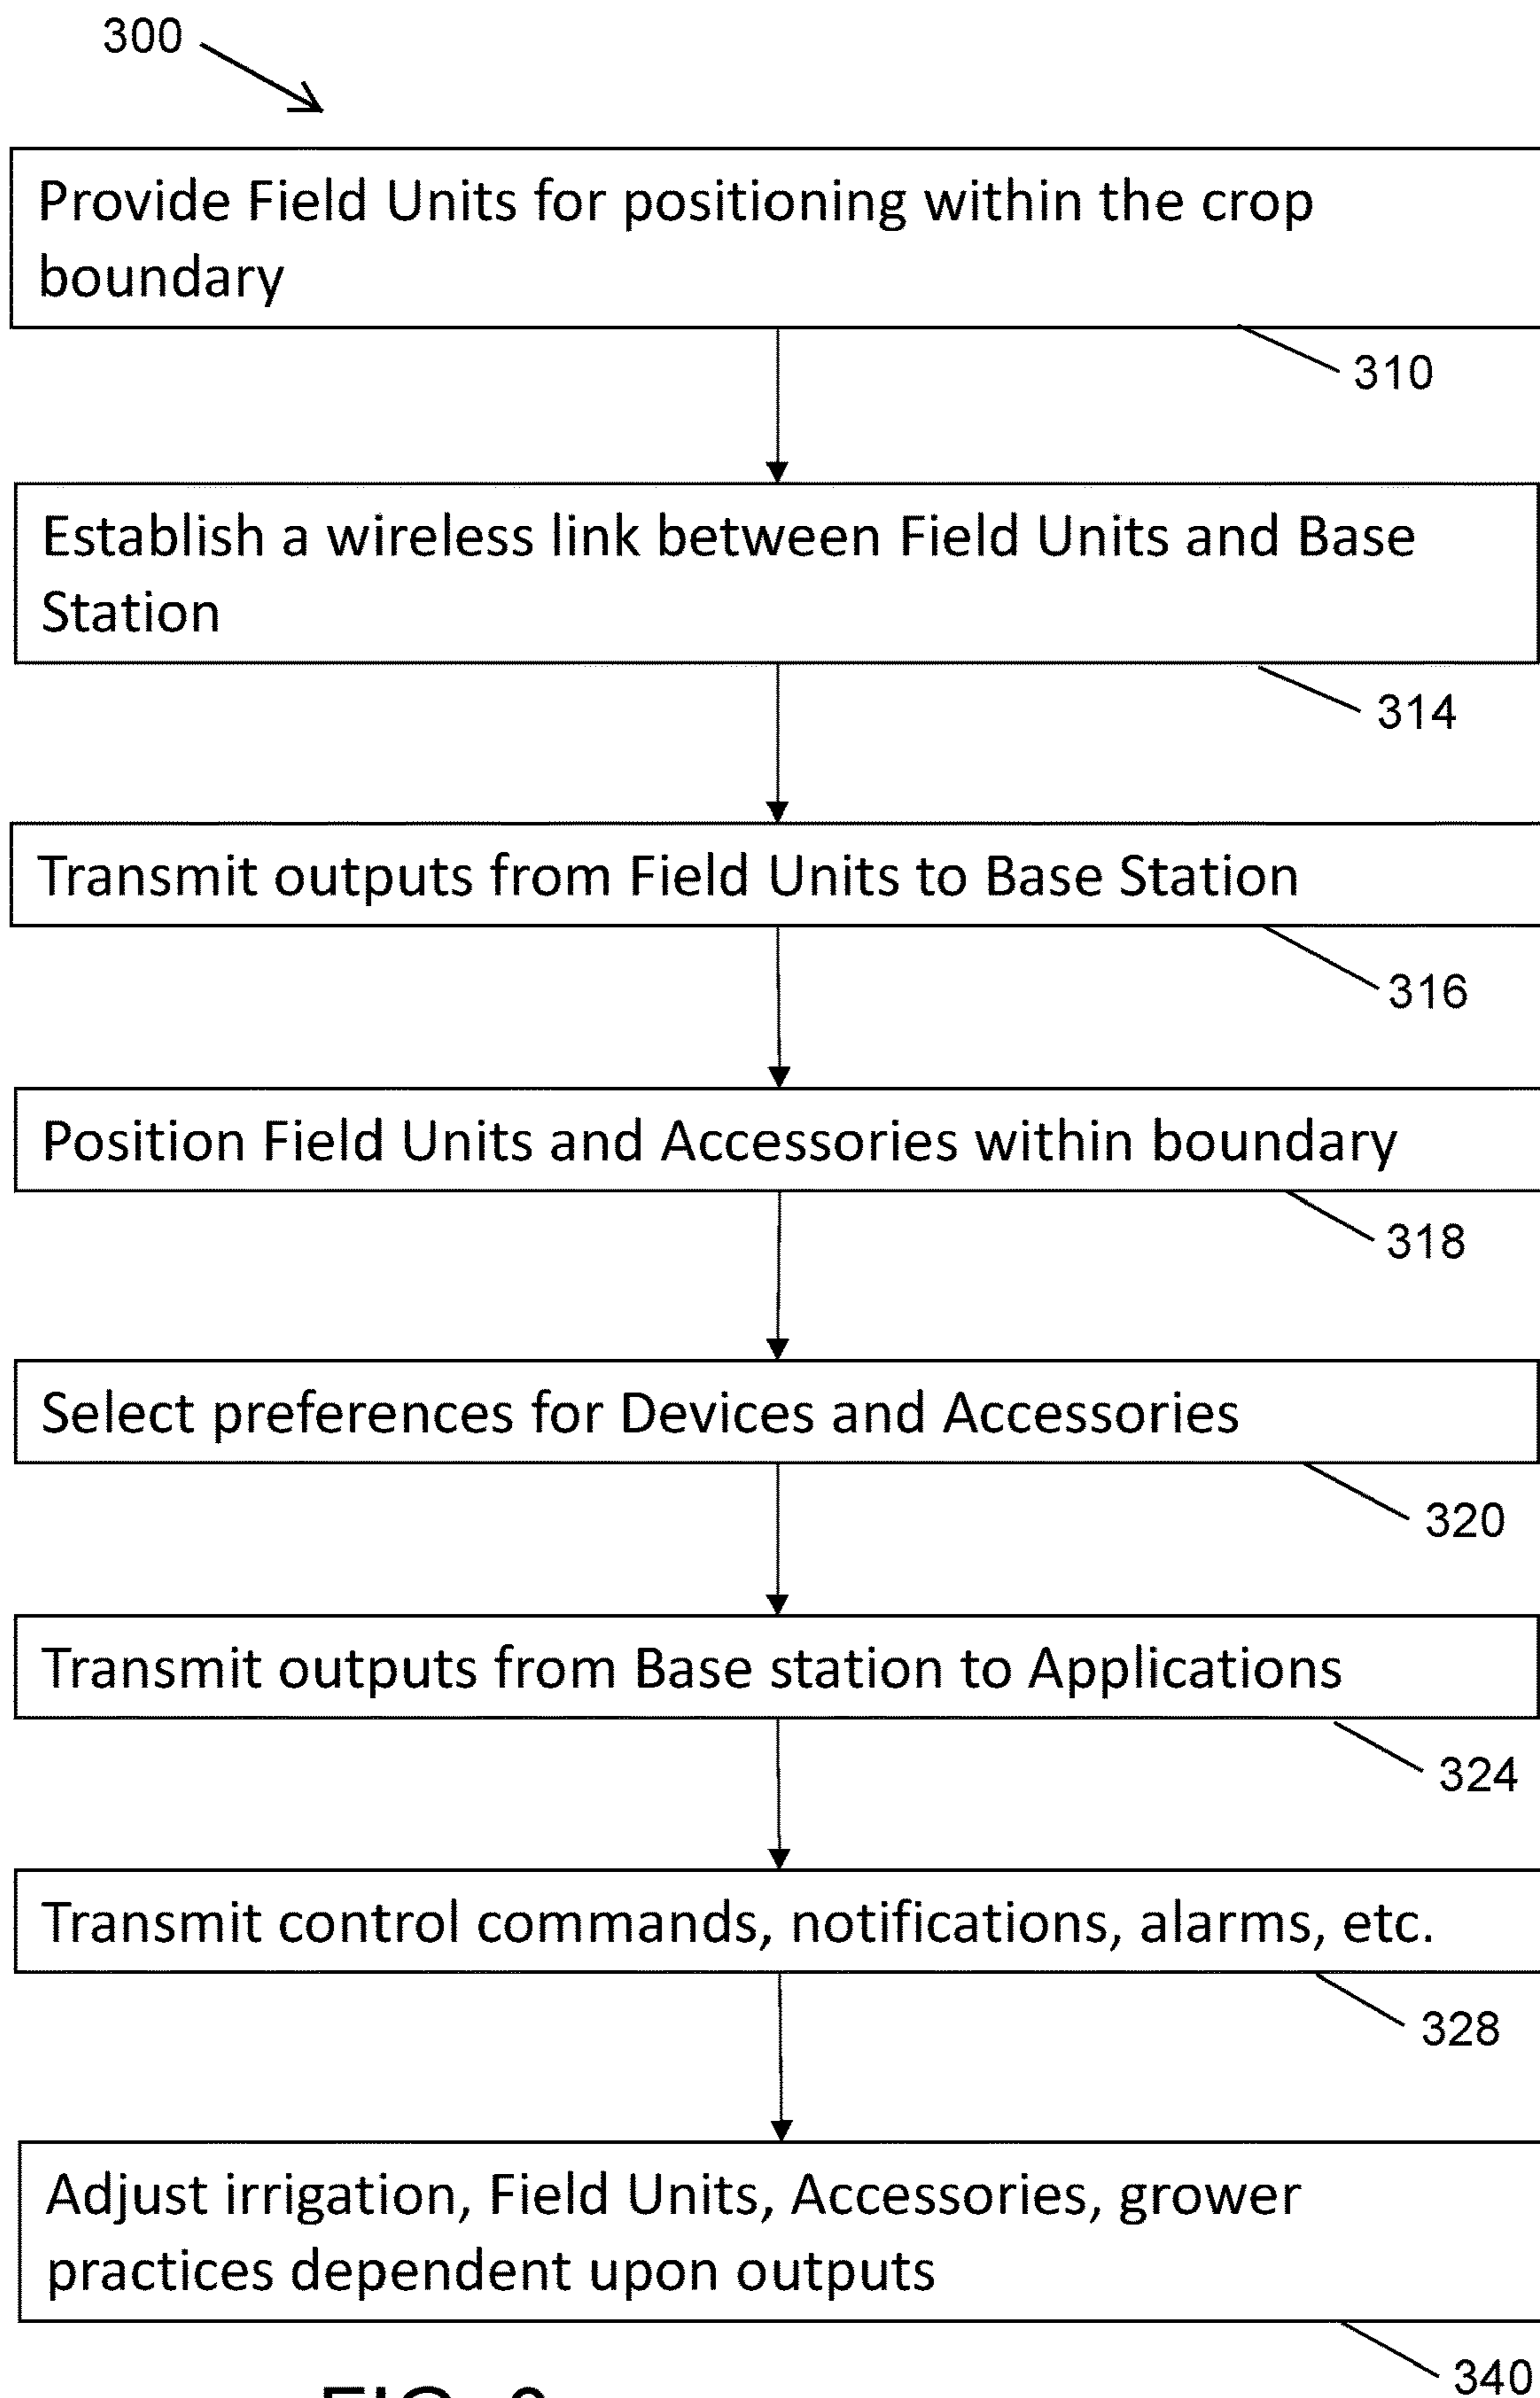 300
Provide Field Units for positioning within the crop
boundary
310
Establish a wireless link between Field Units and Base
Station
314
Transmit outputs from Field Units to Base Station
316
Position Field Units and Accessories within boundary
318
Select preferences for Devices and Accessories
320
Transmit outputs from Base station to Applications
324
Transmit control commands, notifications, alarms, etc.
328
Adjust irrigation, Field Units, Accessories, grower
practices dependent upon outputs
340
FIG.